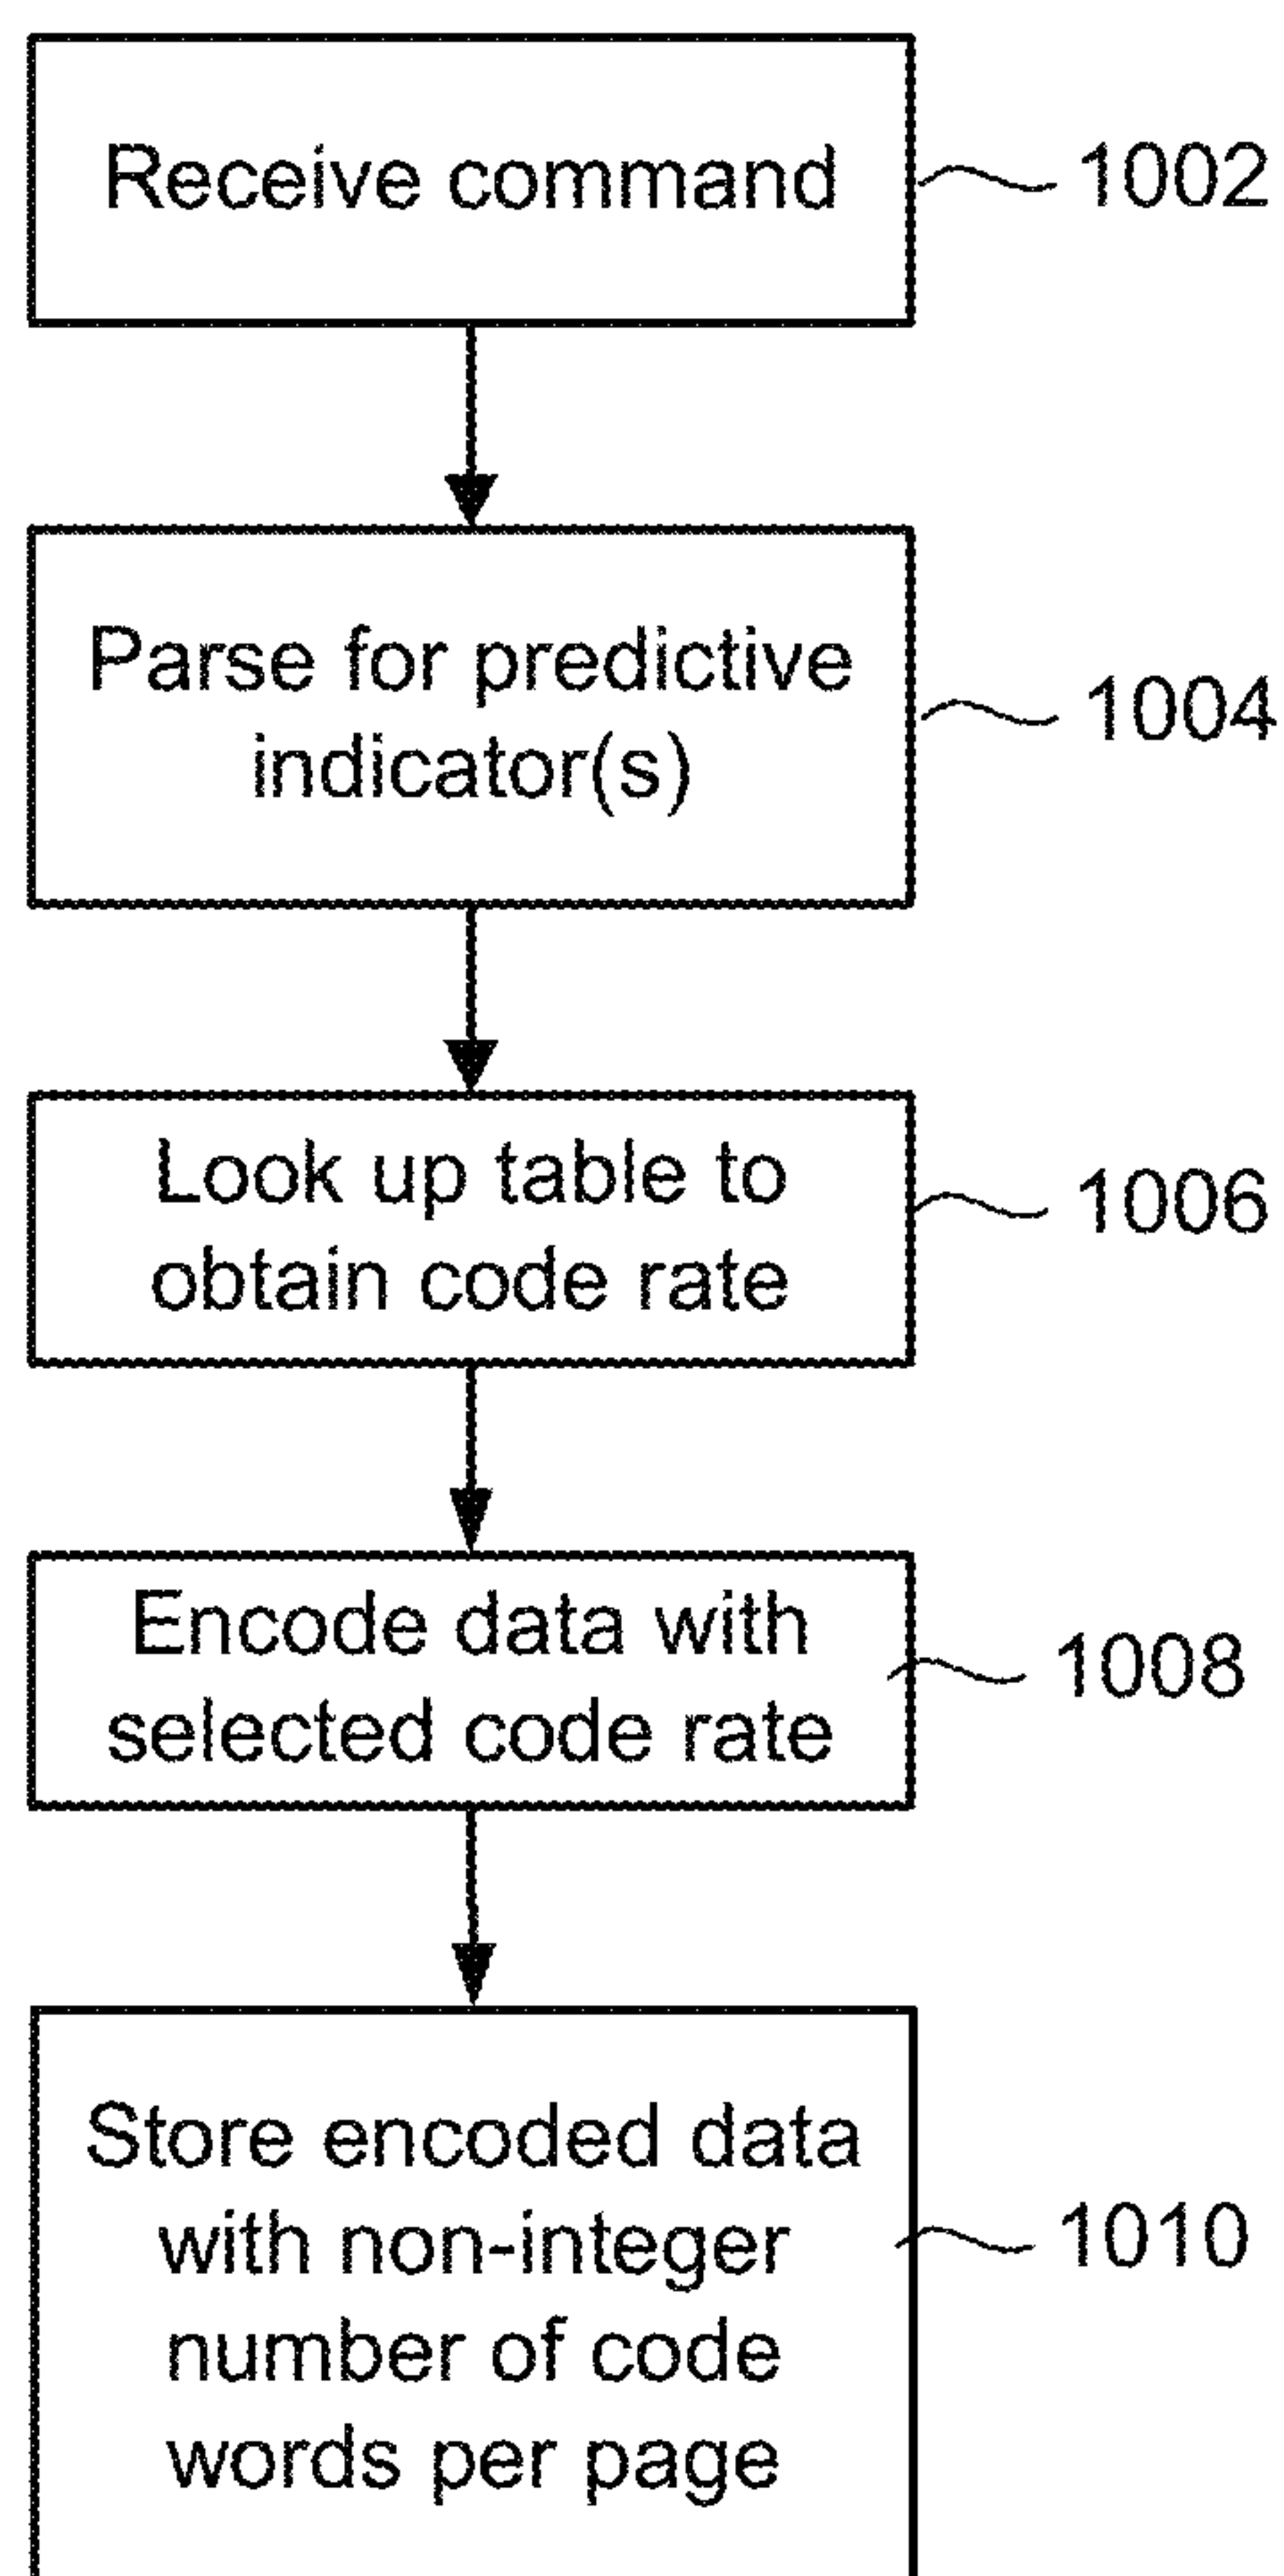 Receive command
1002
Parse for predictive
indicator(s)
1004
Look up table to
obtain code rate
1006
Encode data with
selected code rate
1008
Store encoded data
with non-integer
number of code
words per page
1010